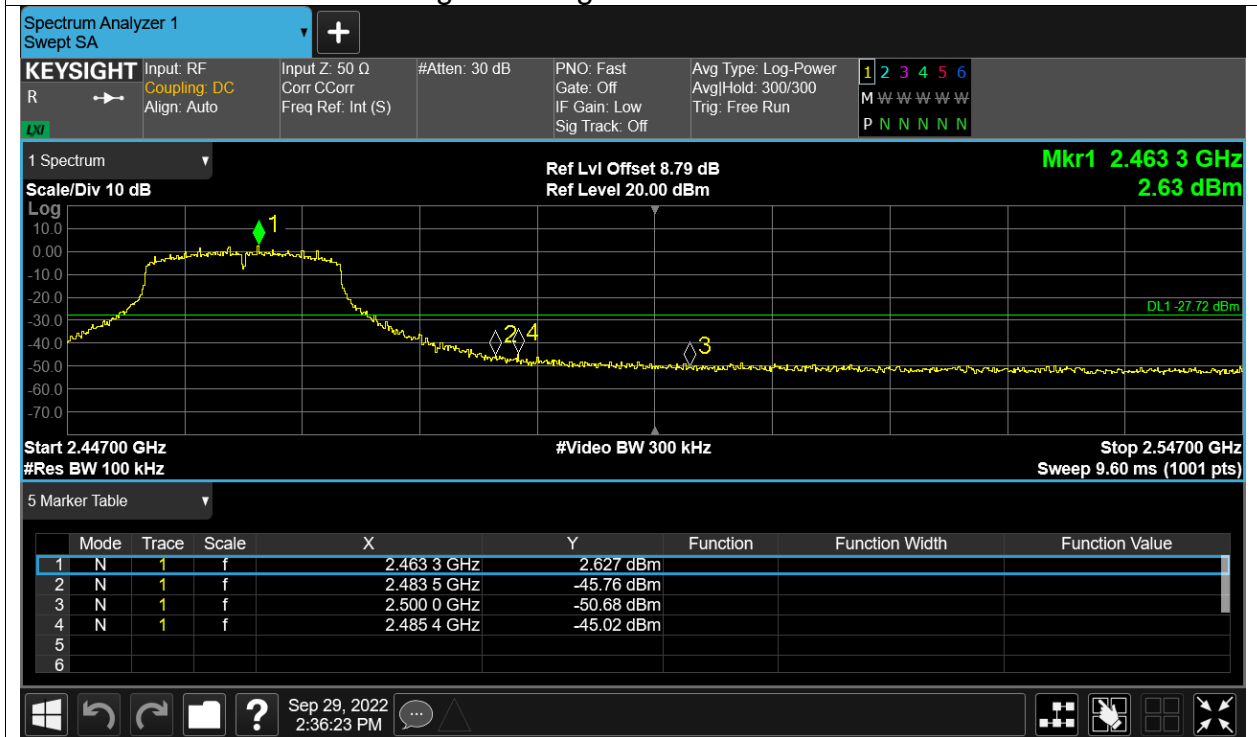 Spectrum Analyzer 1
Swept SA
+
KEYSIGHT Input: RF Input Z: 50 Ω #Atten: 30 dB PNO: Fast Avg Type: Log-Power 1 2 3 4 5 6
R Coupling: DC Corr CCorr Gate: Off Avg|Hold: 300/300 M W W W W W
Align: Auto Freq Ref: Int (S) IF Gain: Low Trig: Free Run
LXI Sig Track: Off P N N N N N
1 Spectrum Ref Lvl Offset 8.79 dB Mkr1 2.463 3 GHz
Scale/Div 10 dB Ref Level 20.00 dBm 2.63 dBm
Log
10.0 1
0.00
-10.0
-20.0 DL1 -27.72 dBm
-30.0
-40.0 2 4 3
-50.0
-60.0
-70.0
Start 2.44700 GHz #Video BW 300 kHz Stop 2.54700 GHz
#Res BW 100 kHz Sweep 9.60 ms (1001 pts)
5 Marker Table
Mode Trace Scale X Y Function Function Width Function Value
1 N 1 f 2.463 3 GHz 2.627 dBm
2 N 1 f 2.483 5 GHz -45.76 dBm
3 N 1 f 2.500 0 GHz -50.68 dBm
4 N 1 f 2.485 4 GHz -45.02 dBm
5
6
? Sep 29, 2022
2:36:23 PM